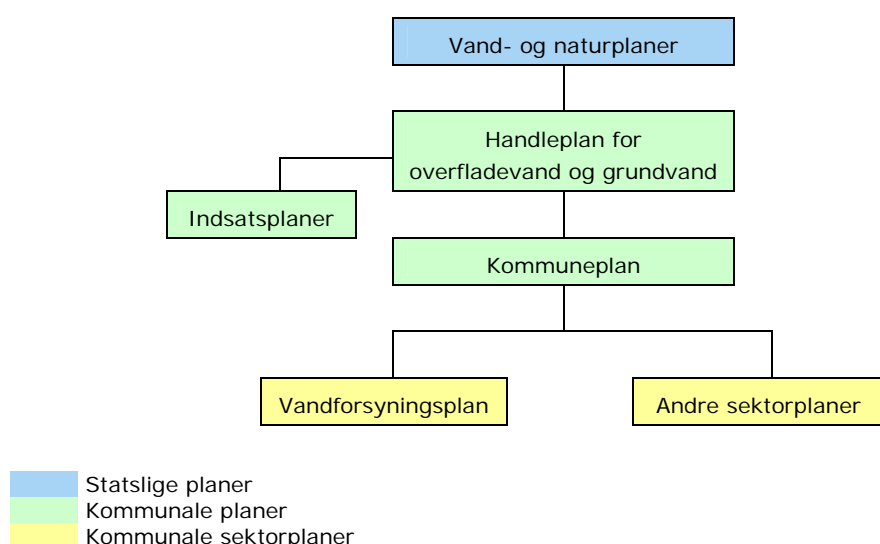 Vand- og naturplaner
Handleplan for
overfladevand og grundvand
Indsatsplaner
Kommuneplan
Vandforsyningsplan
Andre sektorplaner
Statslige planer
Kommunale planer
Kommunale sektorplaner